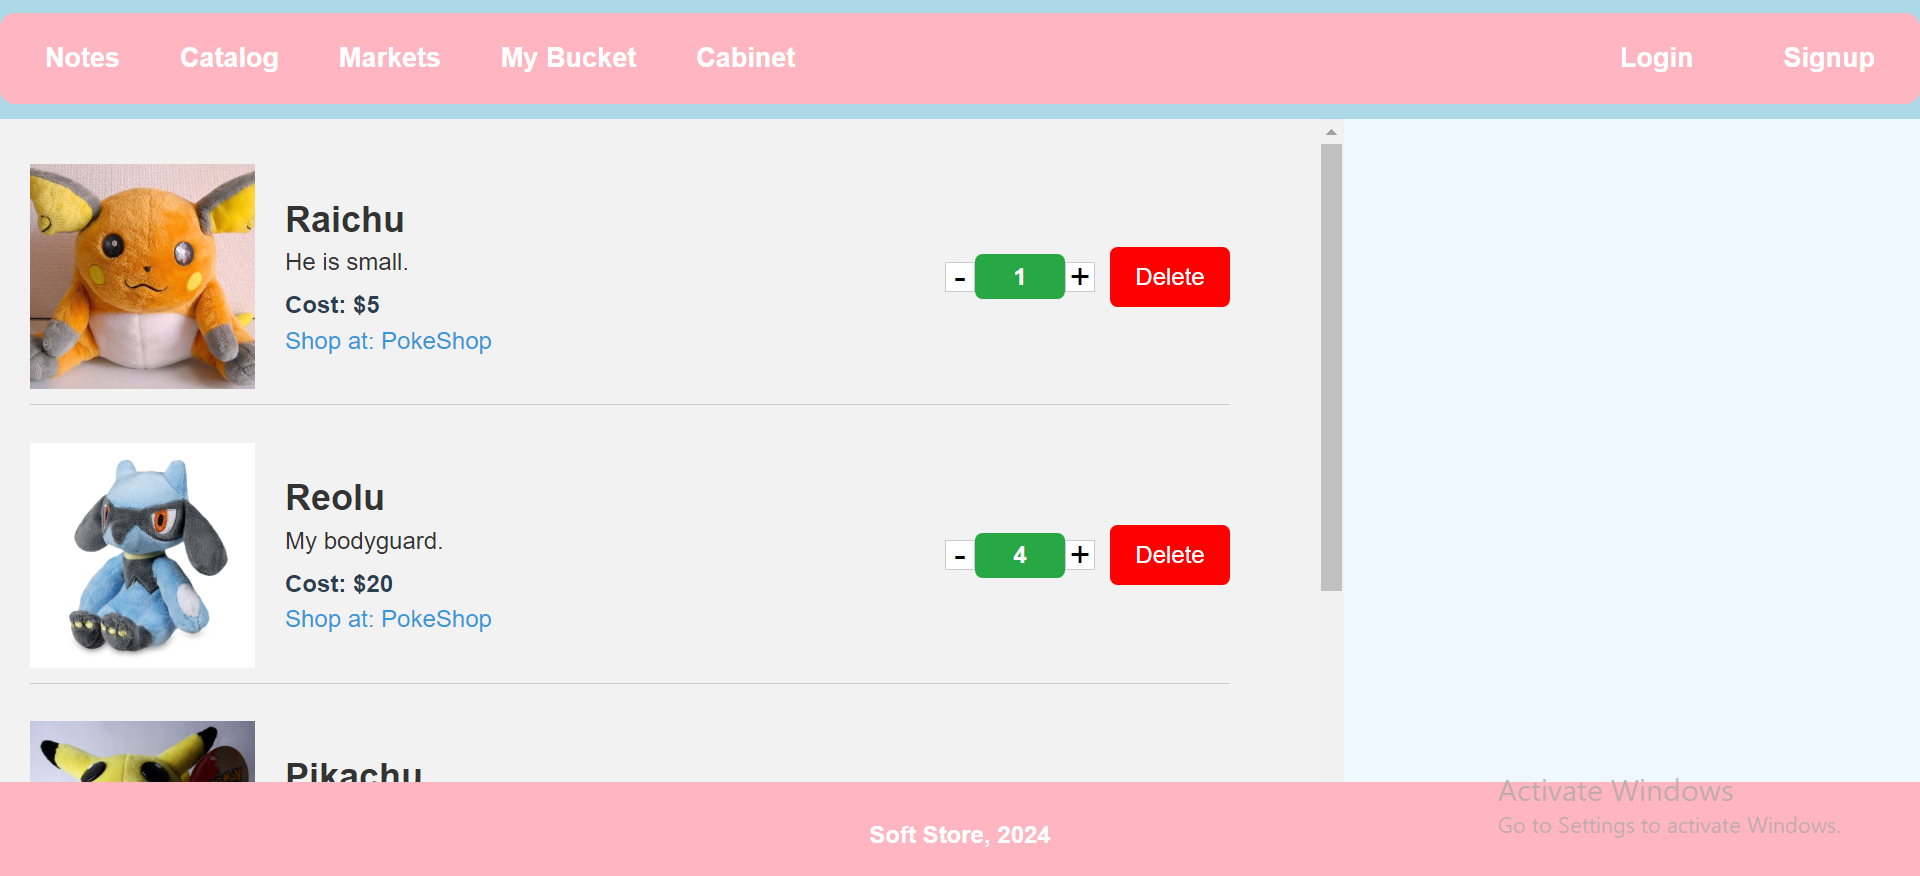 Notes Catalog Markets My Bucket Cabinet Login Signup
Raichu
He is small.
Cost: $5
Shop at: PokeShop
- 1 + Delete
Reolu
My bodyguard.
Cost: $20
Shop at: PokeShop
- 4 + Delete
Pikachu
Activate Windows
Go to Settings to activate Windows.
Soft Store, 2024